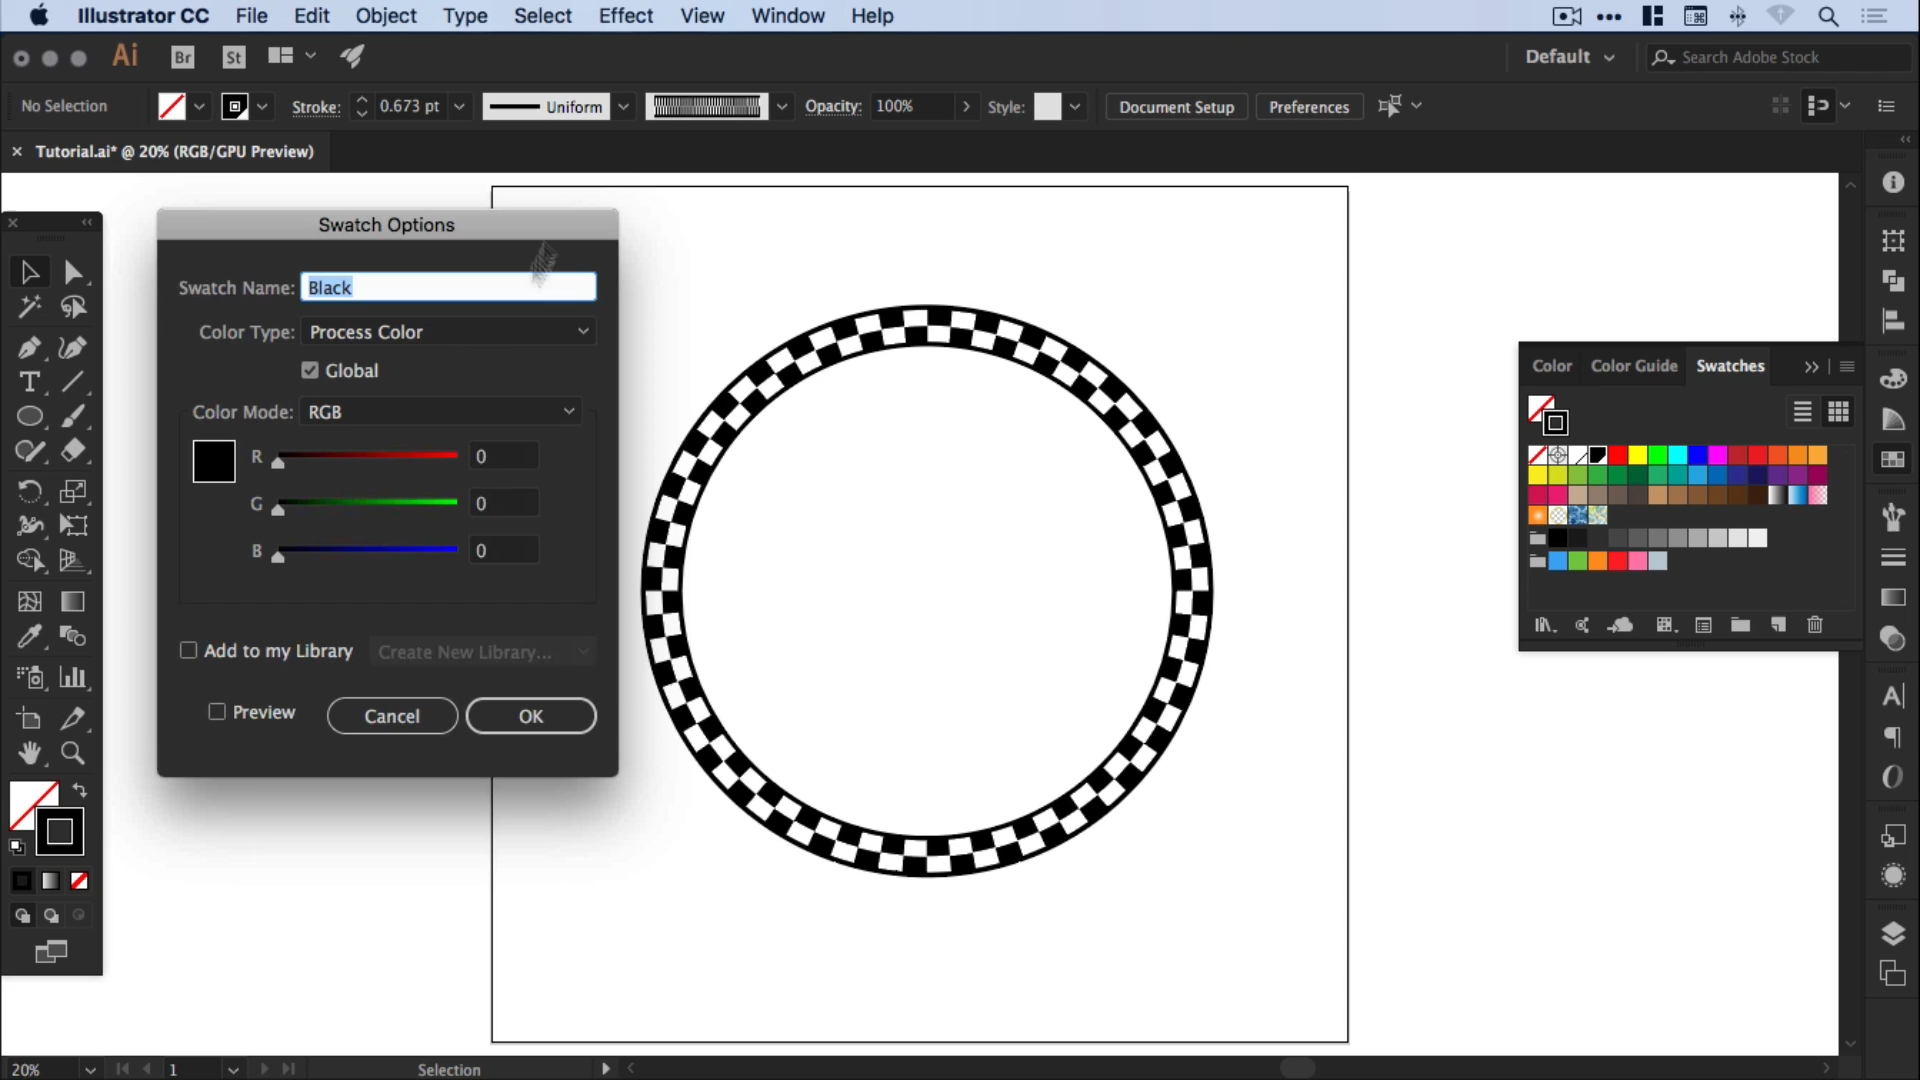 Illustrator CC File Edit Object Type Select Effect View Window Help
Ai Br St Default Search Adobe Stock
No Selection Stroke: 0.673 pt Uniform Opacity: 100% Style: Document Setup Preferences
Tutorial.ai* @ 20% (RGB/GPU Preview)
Swatch Options
Swatch Name: Black
Color Type: Process Color
Global
Color Mode: RGB
R 0
G 0
B 0
Add to my Library Create New Library...
Preview Cancel OK
Color Color Guide Swatches
20% 1 Selection